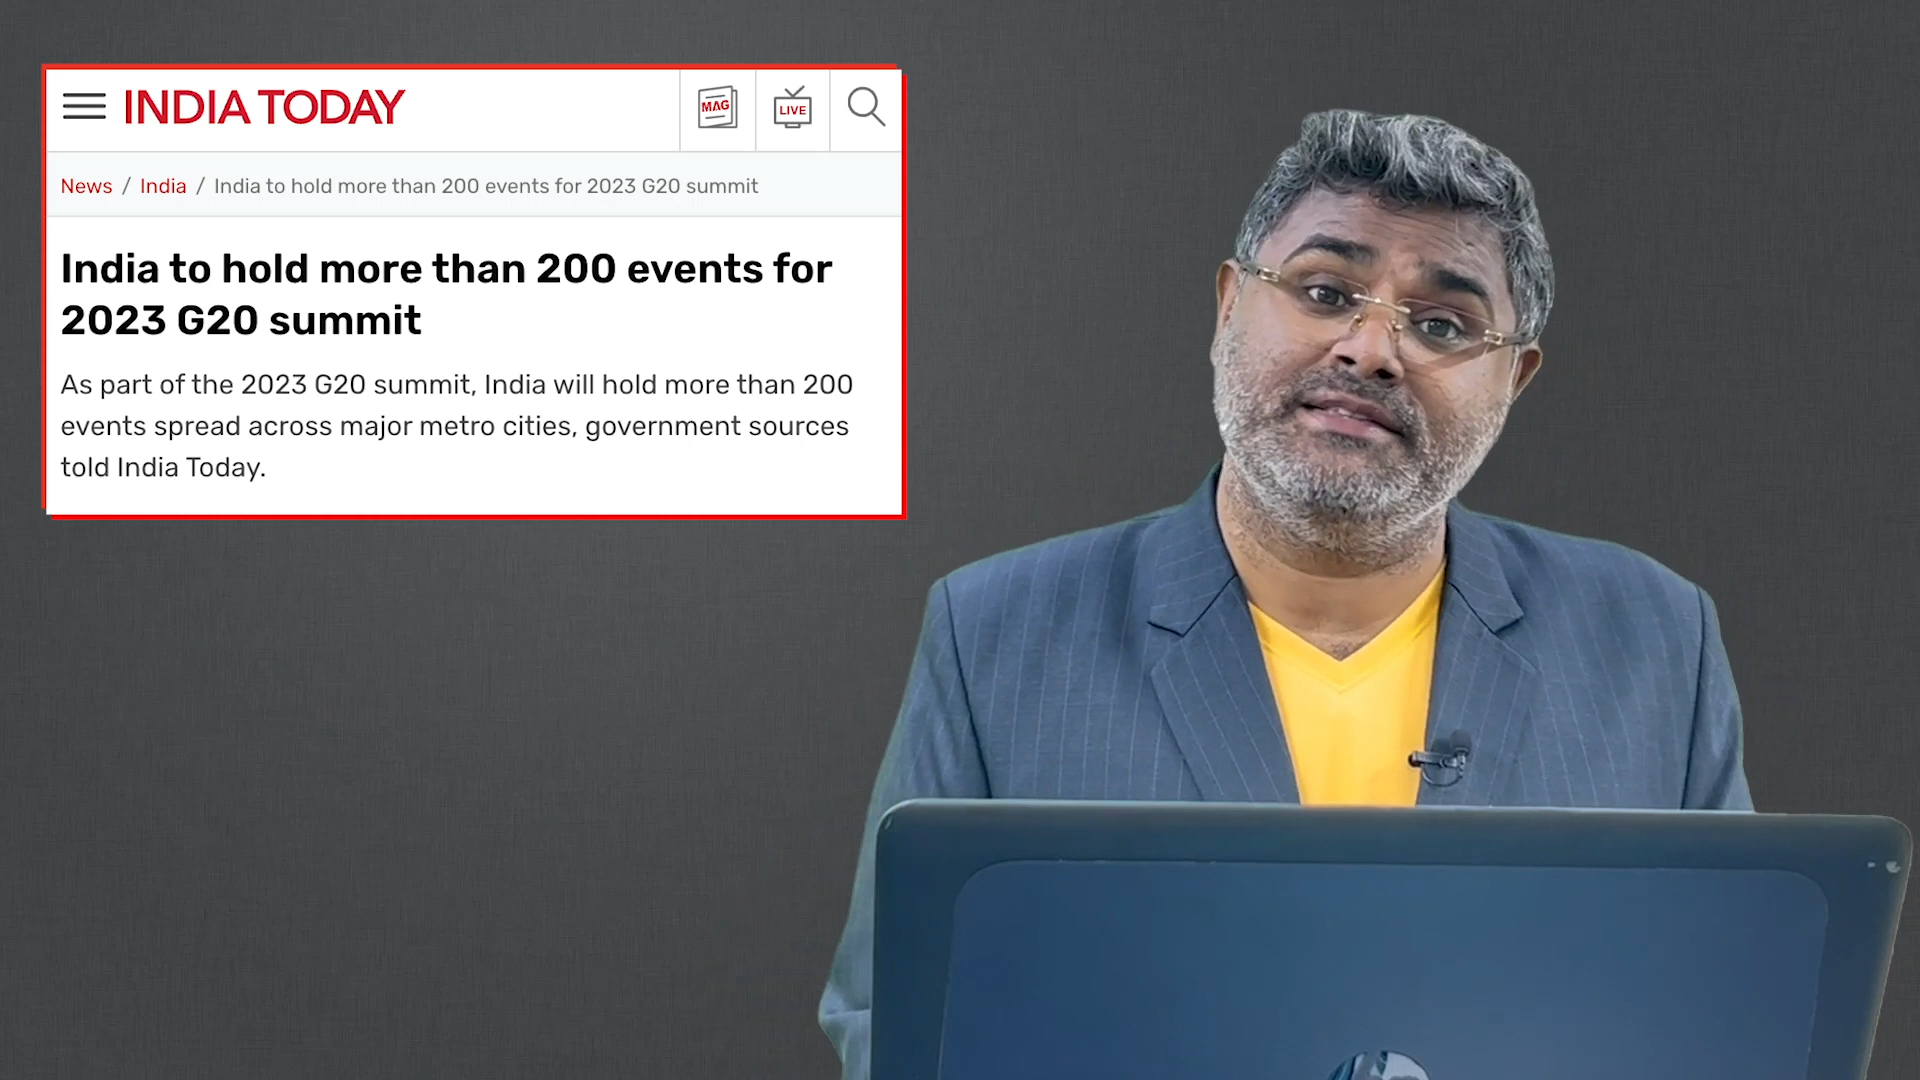 INDIA TODAY
MAG
LIVE
News / India / India to hold more than 200 events for 2023 G20 summit
India to hold more than 200 events for
2023 G20 summit
As part of the 2023 G20 summit, India will hold more than 200
events spread across major metro cities, government sources
told India Today.